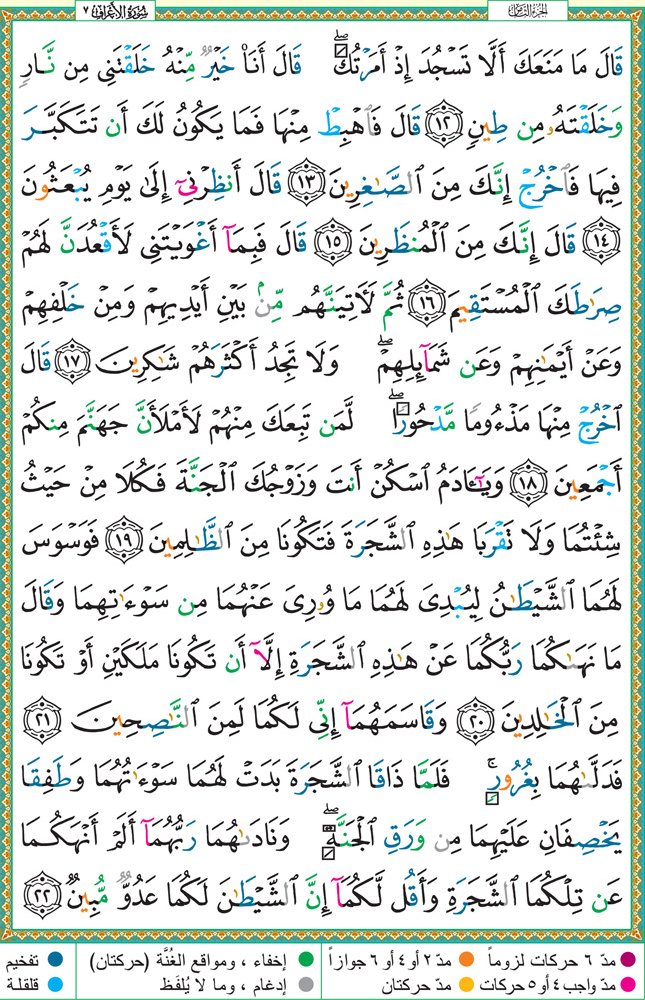 الجزء الثامن
سورة الأعراف ٧
قَالَ مَا مَنَعَكَ أَلَّا تَسْجُدَ إِذْ أَمَرْتُكَ ۖ قَالَ أَنَا۠ خَيْرٌ مِّنْهُ خَلَقْتَنِى مِن نَّارٍ
وَخَلَقْتَهُۥ مِن طِينٍ ١٢ قَالَ فَٱهْبِطْ مِنْهَا فَمَا يَكُونُ لَكَ أَن تَتَكَبَّرَ
فِيهَا فَٱخْرُجْ إِنَّكَ مِنَ ٱلصَّـٰغِرِينَ ١٣ قَالَ أَنظِرْنِىٓ إِلَىٰ يَوْمِ يُبْعَثُونَ
١٤ قَالَ إِنَّكَ مِنَ ٱلْمُنظَرِينَ ١٥ قَالَ فَبِمَآ أَغْوَيْتَنِى لَأَقْعُدَنَّ لَهُمْ
صِرَٰطَكَ ٱلْمُسْتَقِيمَ ١٦ ثُمَّ لَـَٔاتِيَنَّهُم مِّنۢ بَيْنِ أَيْدِيهِمْ وَمِنْ خَلْفِهِمْ
وَعَنْ أَيْمَـٰنِهِمْ وَعَن شَمَآئِلِهِمْ ۖ وَلَا تَجِدُ أَكْثَرَهُمْ شَـٰكِرِينَ ١٧ قَالَ
ٱخْرُجْ مِنْهَا مَذْءُومًا مَّدْحُورًا ۖ لَّمَن تَبِعَكَ مِنْهُمْ لَأَمْلَأَنَّ جَهَنَّمَ مِنكُمْ
أَجْمَعِينَ ١٨ وَيَـٰٓـَٔادَمُ ٱسْكُنْ أَنتَ وَزَوْجُكَ ٱلْجَنَّةَ فَكُلَا مِنْ حَيْثُ
شِئْتُمَا وَلَا تَقْرَبَا هَـٰذِهِ ٱلشَّجَرَةَ فَتَكُونَا مِنَ ٱلظَّـٰلِمِينَ ١٩ فَوَسْوَسَ
لَهُمَا ٱلشَّيْطَـٰنُ لِيُبْدِىَ لَهُمَا مَا وُۥرِىَ عَنْهُمَا مِن سَوْءَٰتِهِمَا وَقَالَ
مَا نَهَىٰكُمَا رَبُّكُمَا عَنْ هَـٰذِهِ ٱلشَّجَرَةِ إِلَّآ أَن تَكُونَا مَلَكَيْنِ أَوْ تَكُونَا
مِنَ ٱلْخَـٰلِدِينَ ٢٠ وَقَاسَمَهُمَآ إِنِّى لَكُمَا لَمِنَ ٱلنَّـٰصِحِينَ ٢١
فَدَلَّىٰهُمَا بِغُرُورٍ ۚ فَلَمَّا ذَاقَا ٱلشَّجَرَةَ بَدَتْ لَهُمَا سَوْءَٰتُهُمَا وَطَفِقَا
يَخْصِفَانِ عَلَيْهِمَا مِن وَرَقِ ٱلْجَنَّةِ ۖ وَنَادَىٰهُمَا رَبُّهُمَآ أَلَمْ أَنْهَكُمَا
عَن تِلْكُمَا ٱلشَّجَرَةِ وَأَقُل لَّكُمَآ إِنَّ ٱلشَّيْطَـٰنَ لَكُمَا عَدُوٌّ مُّبِينٌ ٢٢
مدّ ٦ حركات لزوماً مدّ ٢ أو ٤ أو ٦ جوازاً إخفاء ، ومواقع الغُنَّة (حركتان) تفخيم
مدّ واجب ٤ أو ٥ حركات مدّ حركتان إدغام ، وما لا يُلفَظ قلقلة